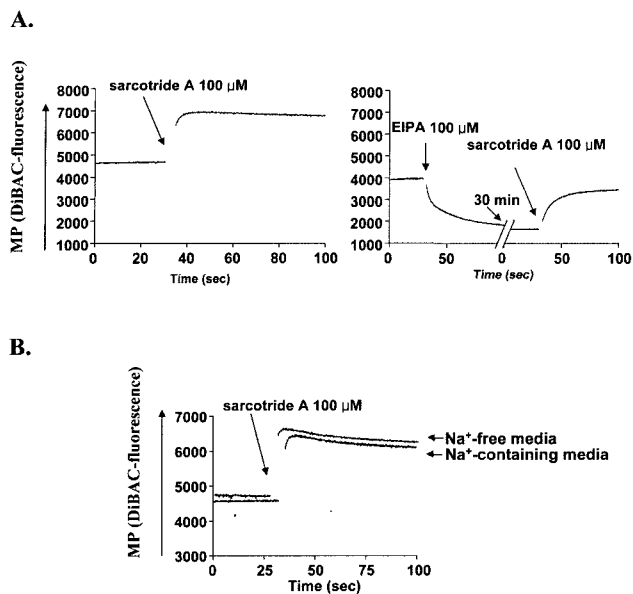 A.
MP (DiBAC-fluorescence)
sarcotride A 100 µM
8000
7000
6000
5000
4000
3000
2000
1000
0 20 40 60 80 100
Time (sec)
8000
7000
6000
5000
4000
3000
2000
1000
EIPA 100 µM
sarcotride A 100 µM
30 min
0 50 0 50 100
Time (sec)
B.
MP (DiBAC-fluorescence)
sarcotride A 100 µM
7000
6000
5000
4000
3000
Na⁺-free media
Na⁺-containing media
0 25 50 75 100
Time (sec)